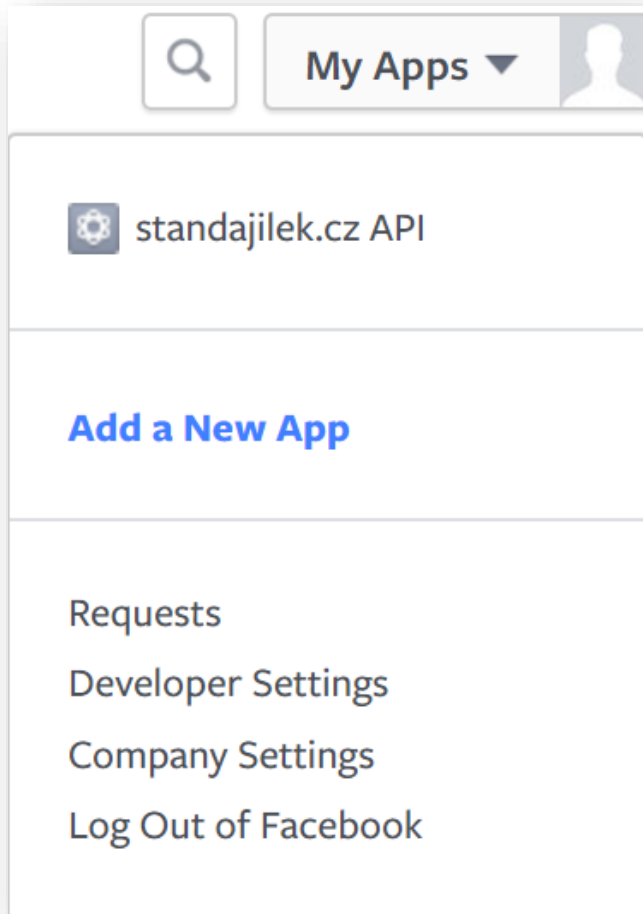 My Apps
standajilek.cz API
Add a New App
Requests
Developer Settings
Company Settings
Log Out of Facebook